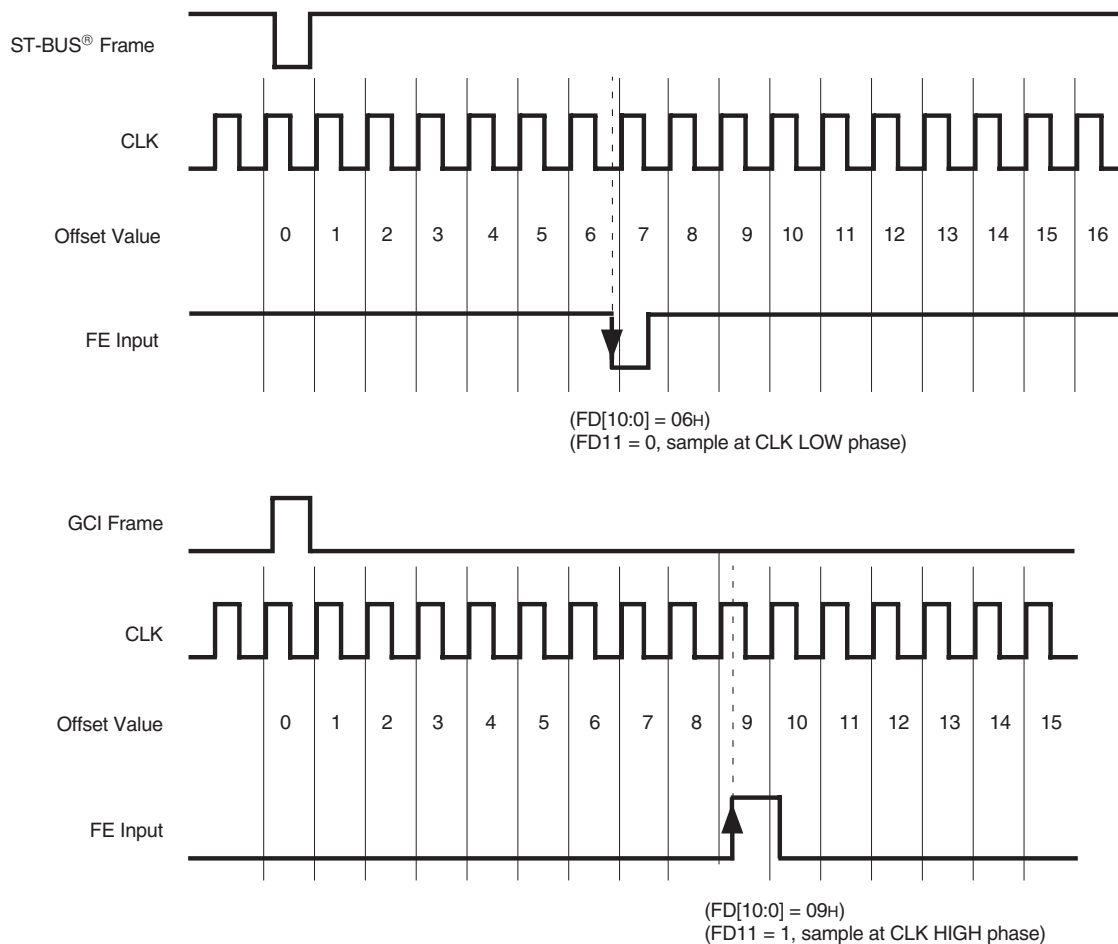 ST-BUS® Frame
CLK
Offset Value 0 1 2 3 4 5 6 7 8 9 10 11 12 13 14 15 16
FE Input
(FD[10:0] = 06H)
(FD11 = 0, sample at CLK LOW phase)
GCI Frame
CLK
Offset Value 0 1 2 3 4 5 6 7 8 9 10 11 12 13 14 15
FE Input
(FD[10:0] = 09H)
(FD11 = 1, sample at CLK HIGH phase)